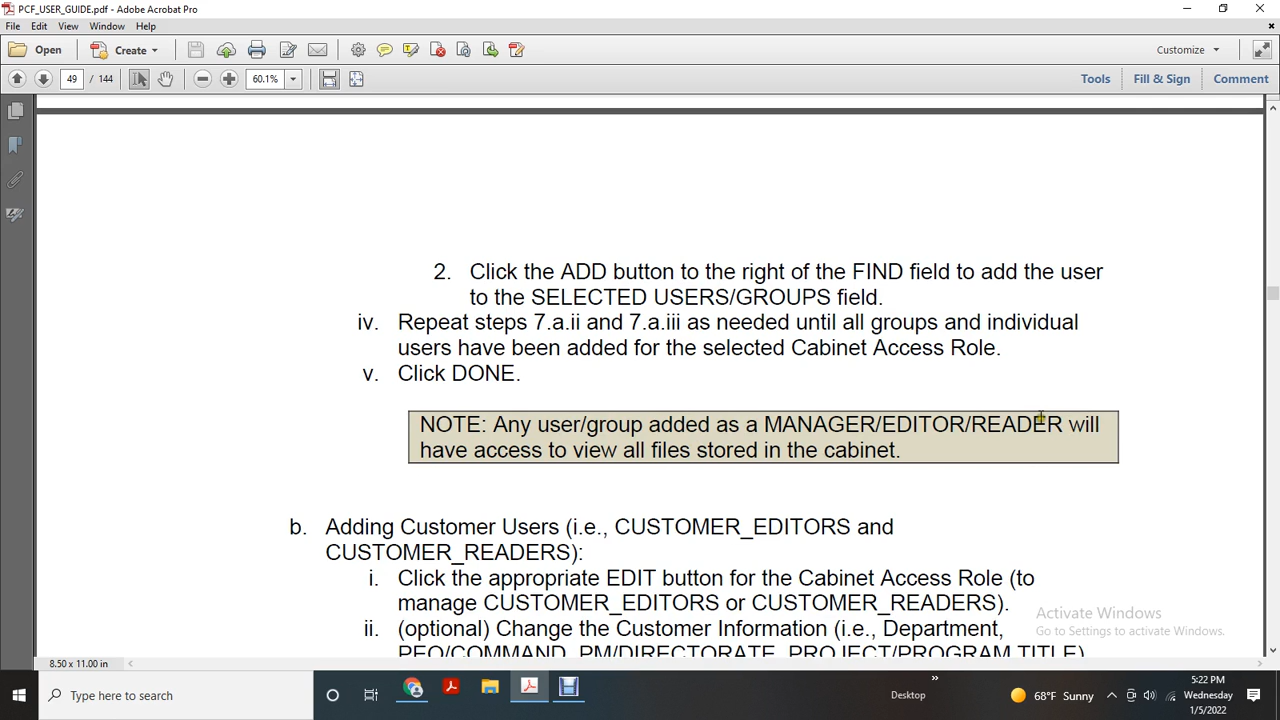 PCF_USER_GUIDE.pdf - Adobe Acrobat Pro
File Edit View Window Help
Open Create Customize
49 / 144 60.1% Tools Fill & Sign Comment
2. Click the ADD button to the right of the FIND field to add the user
to the SELECTED USERS/GROUPS field.
iv. Repeat steps 7.a.ii and 7.a.iii as needed until all groups and individual
users have been added for the selected Cabinet Access Role.
v. Click DONE.
NOTE: Any user/group added as a MANAGER/EDITOR/READER will
have access to view all files stored in the cabinet.
b. Adding Customer Users (i.e., CUSTOMER_EDITORS and
CUSTOMER_READERS):
i. Click the appropriate EDIT button for the Cabinet Access Role (to
manage CUSTOMER_EDITORS or CUSTOMER_READERS).
ii. (optional) Change the Customer Information (i.e., Department,
PEO/COMMAND, PM/DIRECTORATE, PROJECT/PROGRAM TITLE)
Activate Windows
Go to Settings to activate Windows.
8.50 x 11.00 in
Type here to search
Desktop
68°F Sunny
5:22 PM
Wednesday
1/5/2022